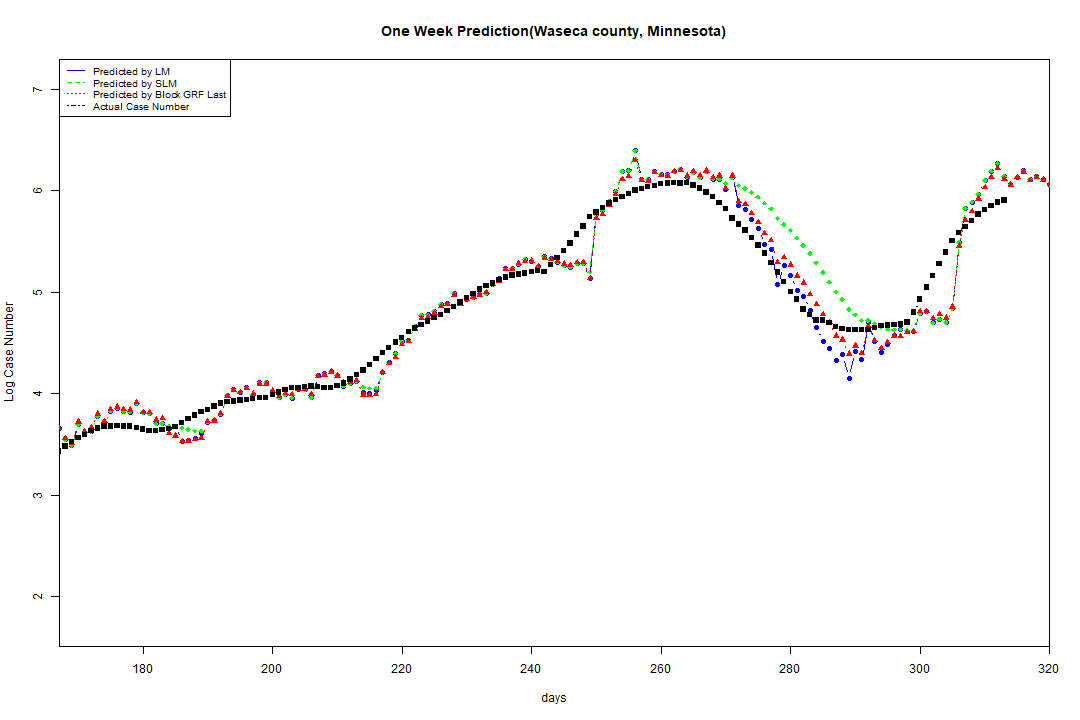 One Week Prediction(Waseca county, Minnesota)
Predicted by LM
Predicted by SLM
Predicted by Block GRF Last
Actual Case Number
7
6
5
4
3
2
Log Case Number
180 200 220 240 260 280 300 320
days